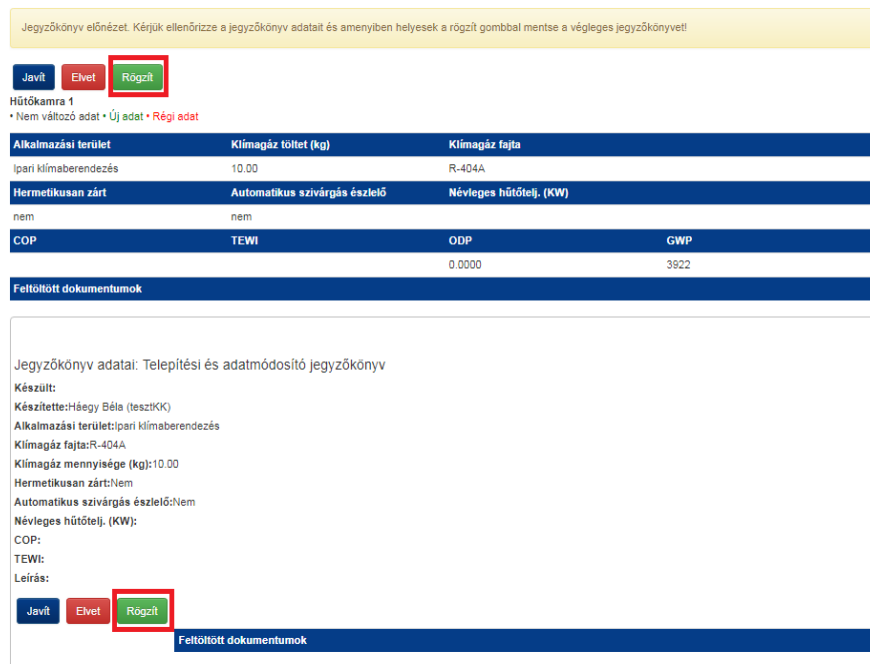 Jegyzőkönyv előnézet. Kérjük ellenőrizze a jegyzőkönyv adatait és amenyiben helyesek a rögzít gombbal mentse a végleges jegyzőkönyvet!
Javít Elvet Rögzít
Hűtőkamra 1
• Nem változó adat • Új adat • Régi adat
Alkalmazási terület Klímagáz töltet (kg) Klímagáz fajta
Ipari klímaberendezés 10.00 R-404A
Hermetikusan zárt Automatikus szivárgás észlelő Névleges hűtőtelj. (KW)
nem nem
COP TEWI ODP GWP
0.0000 3922
Feltöltött dokumentumok
Jegyzőkönyv adatai: Telepítési és adatmódosító jegyzőkönyv
Készült:
Készítette:Háegy Béla (tesztKK)
Alkalmazási terület:Ipari klímaberendezés
Klímagáz fajta:R-404A
Klímagáz mennyisége (kg):10.00
Hermetikusan zárt:Nem
Automatikus szivárgás észlelő:Nem
Névleges hűtőtelj. (KW):
COP:
TEWI:
Leírás:
Javít Elvet Rögzít
Feltöltött dokumentumok